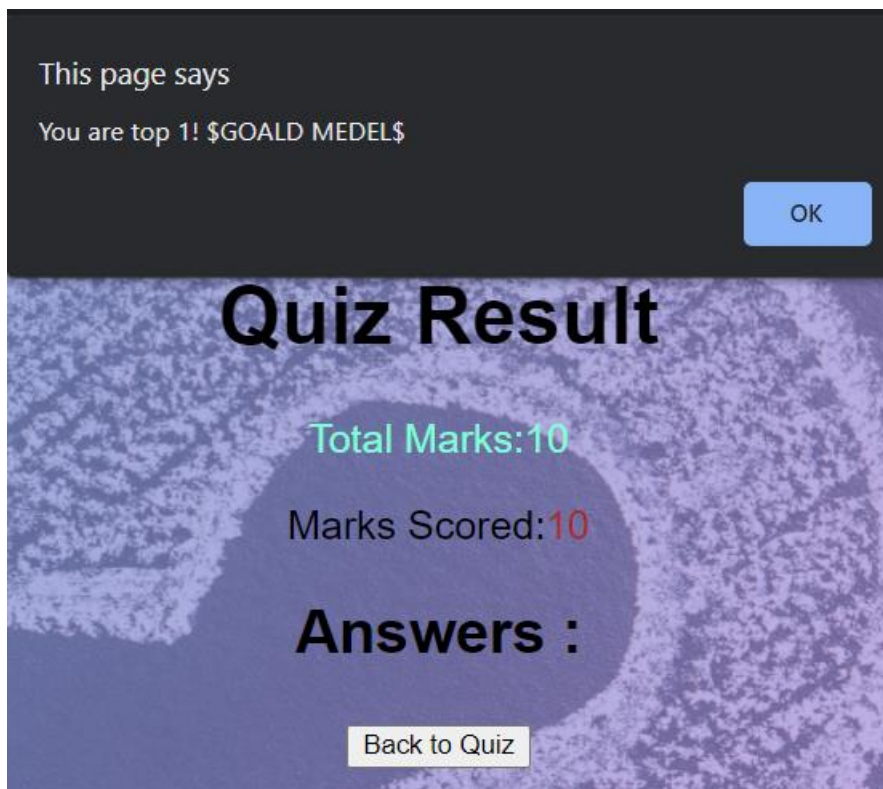 This page says
You are top 1! $GOALD MEDEL$
OK
Quiz Result
Total Marks:10
Marks Scored:10
Answers :
Back to Quiz